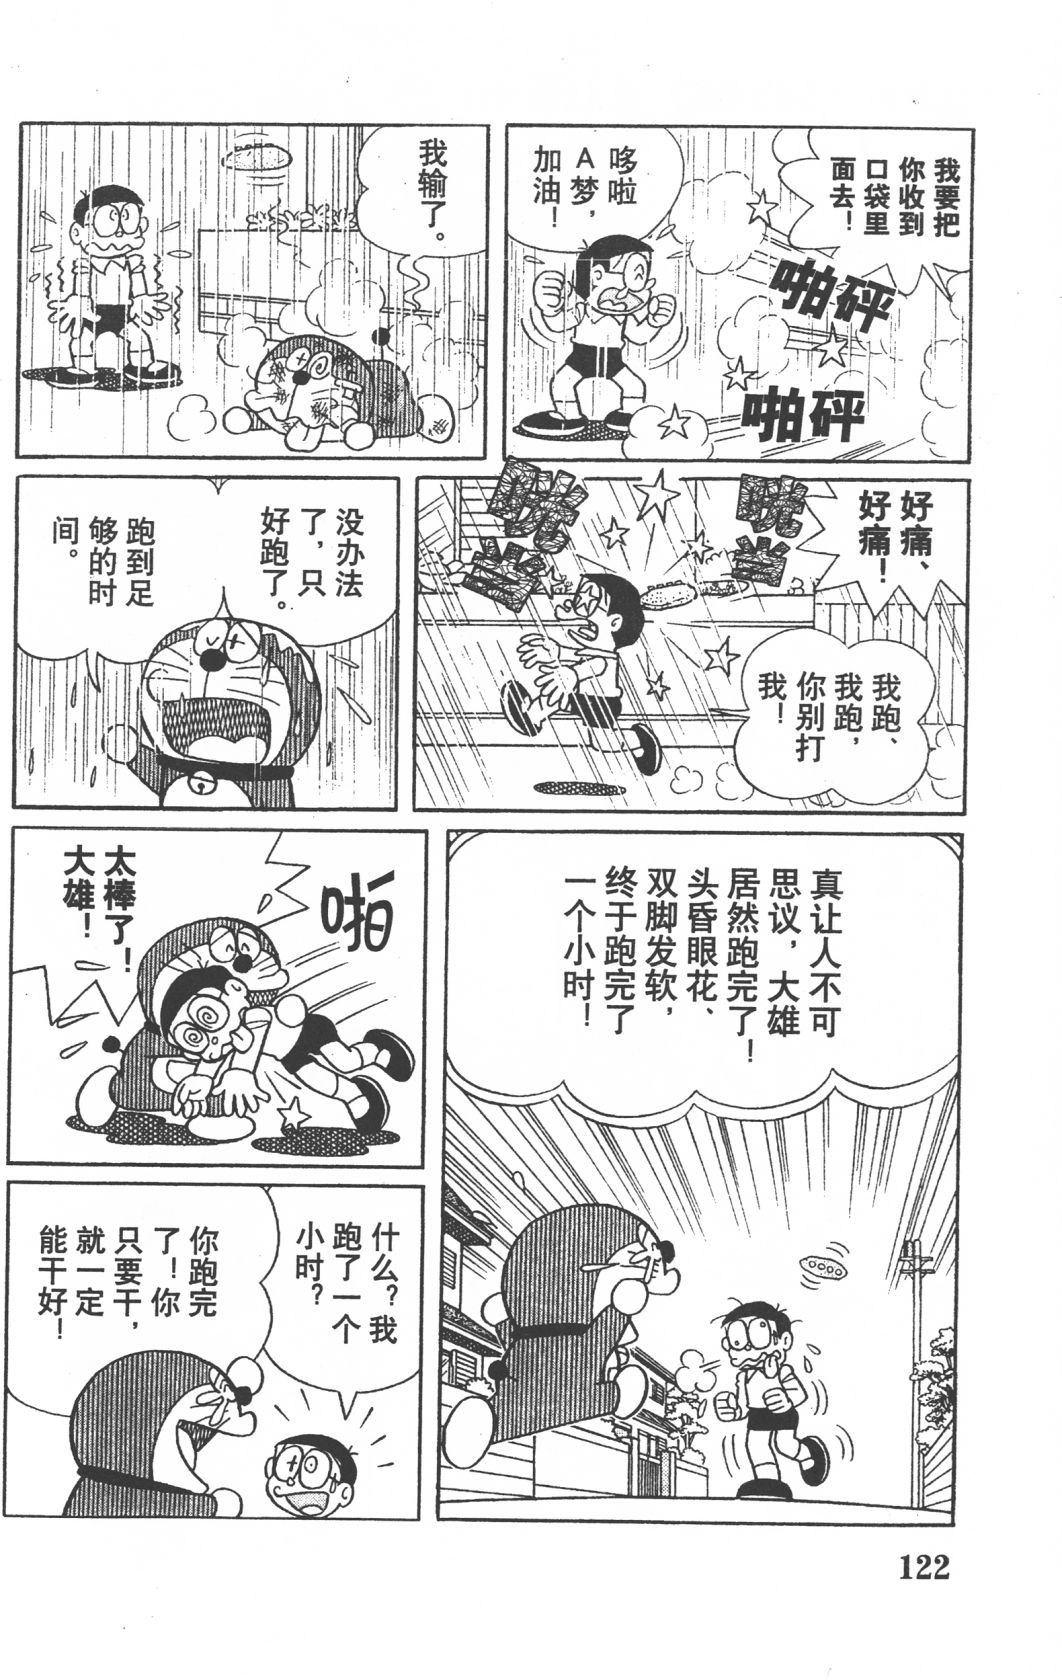 我要把
你收到
口袋里
面去！
哆啦
A梦，
加油！
啪砰
啪砰
我输了。
好痛、
好痛！
咣当
咣当
我跑、
我跑，
你别打
我！
没办法
了，只
好跑了。
跑到足
够的时
间。
真让人不可
思议，大雄
居然跑完了！
头昏眼花、
双脚发软，
终于跑完了
一个小时！
啪
太棒了！
大雄！
什么？我
跑了一个
小时？
你跑完
了！你
只要干，
就一定
能干好！
122